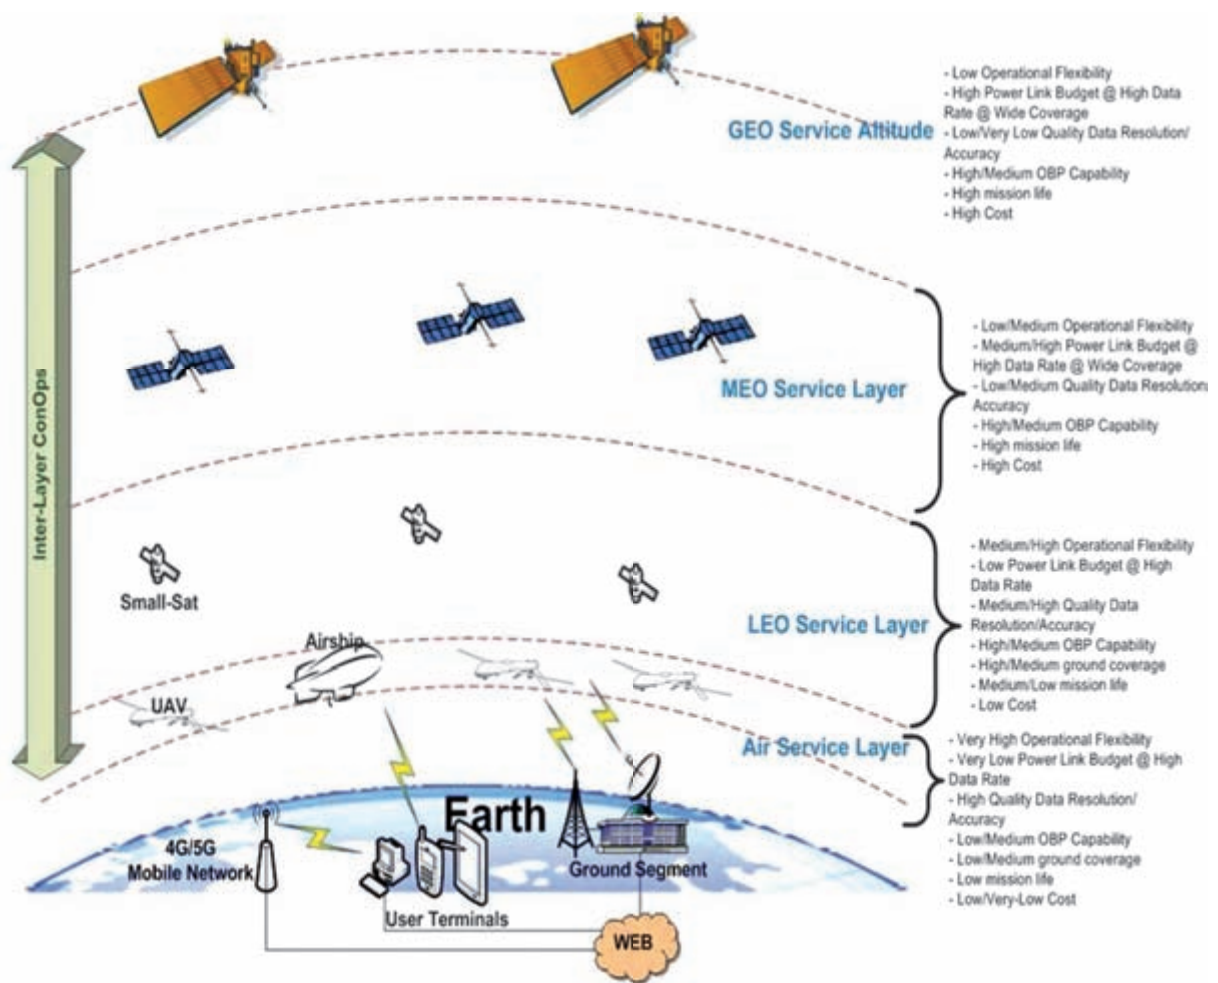 - Low Operational Flexibility
- High Power Link Budget @ High Data
Rate @ Wide Coverage
GEO Service Altitude
- Low/Very Low Quality Data Resolution/
Accuracy
- High/Medium OBP Capability
- High mission life
- High Cost
Inter-Layer ConOps
MEO Service Layer
- Low/Medium Operational Flexibility
- Medium/High Power Link Budget @
High Data Rate @ Wide Coverage
- Low/Medium Quality Data Resolution/
Accuracy
- High/Medium OBP Capability
- High mission life
- High Cost
Small-Sat
LEO Service Layer
- Medium/High Operational Flexibility
- Low Power Link Budget @ High
Data Rate
- Medium/High Quality Data
Resolution/Accuracy
- High/Medium OBP Capability
- High/Medium ground coverage
- Medium/Low mission life
- Low Cost
Airship
UAV
Air Service Layer
- Very High Operational Flexibility
- Very Low Power Link Budget @ High
Data Rate
- High Quality Data Resolution/
Accuracy
- Low/Medium OBP Capability
- Low/Medium ground coverage
- Low mission life
- Low/Very-Low Cost
Earth
4G/5G
Mobile Network
Ground Segment
User Terminals
WEB